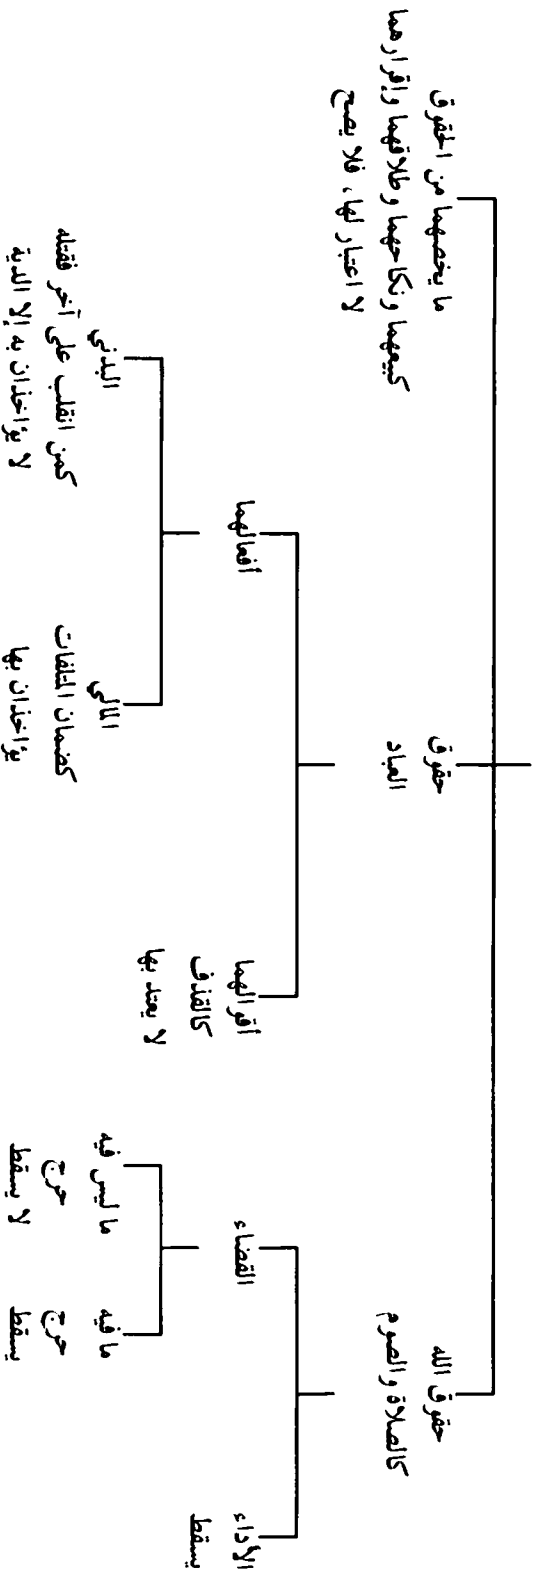 حقوق الله
كالصلاة والصوم
حقوق
العباد
ما يخصهما من الحقوق
كبيعهما ونكاحهما وطلاقهما وإقرارهما
لا اعتبار لها، فلا يصح
الأداء
يسقط
القضاء
ما فيه
حرج
يسقط
ما ليس فيه
حرج
لا يسقط
أقوالهما
كالقذف
لا يعتد بها
أفعالهما
المالي
كضمان المتلفات
يؤاخذان بها
البدني
كمن انقلب على آخر فقتله
لا يؤاخذان به إلا الدية